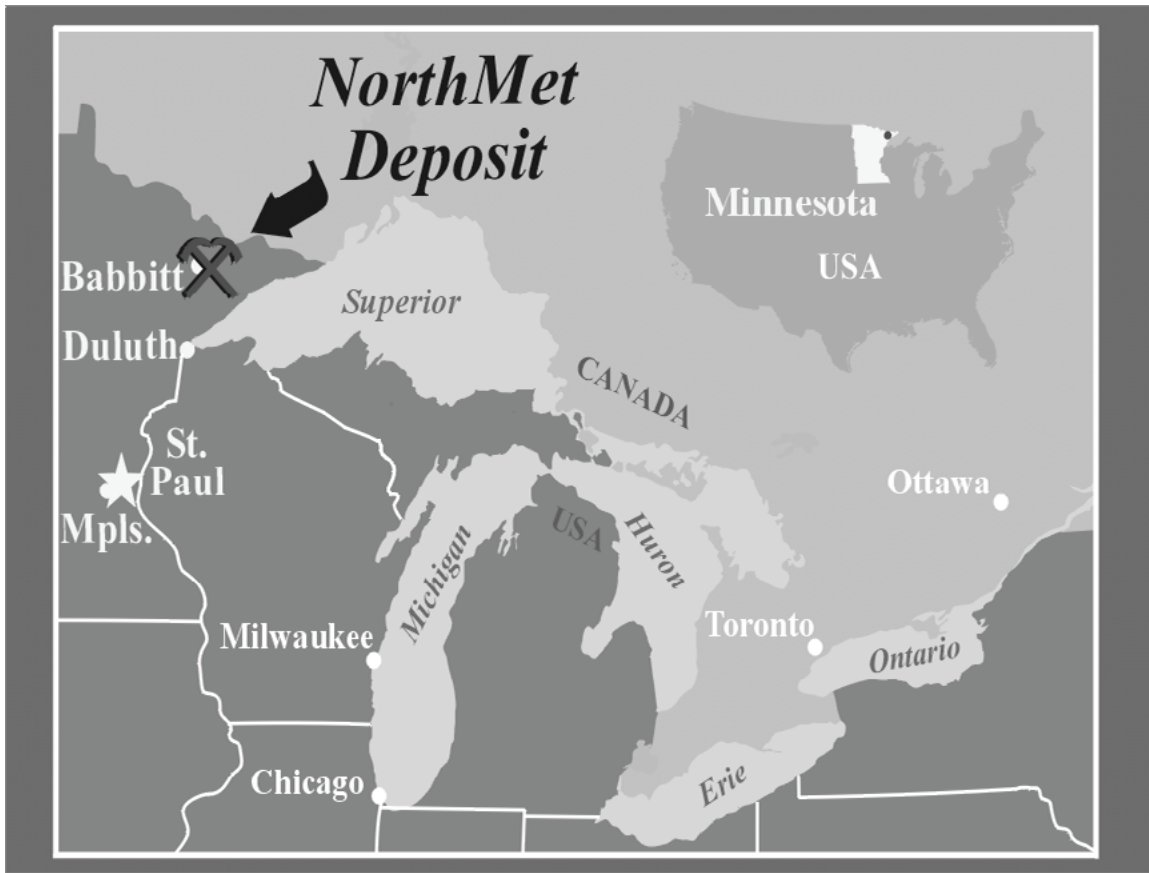 NorthMet
Deposit
Minnesota
USA
Babbitt
Superior
Duluth
CANADA
St.
Paul
Mpls.
Ottawa
USA
Huron
Michigan
Milwaukee
Toronto
Ontario
Chicago
Erie